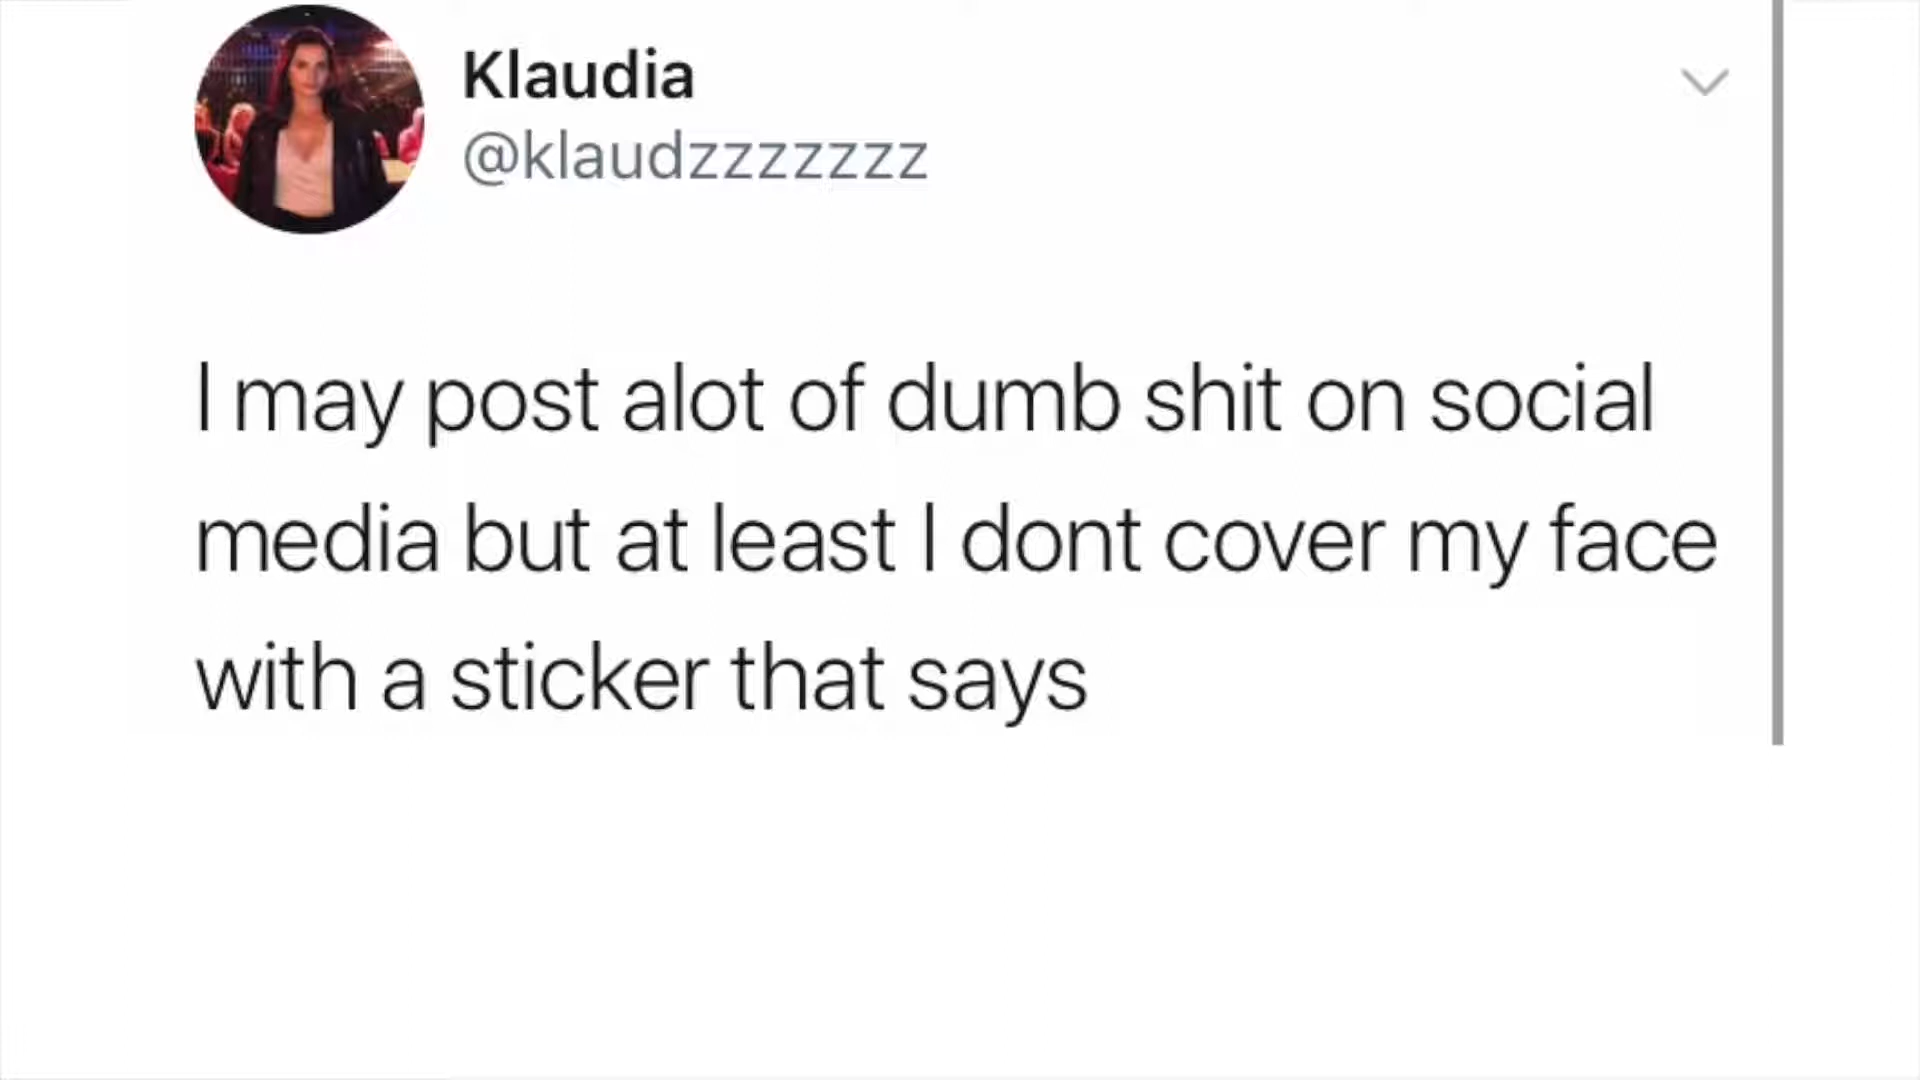 Klaudia
@klaudzzzzzzz
I may post alot of dumb shit on social
media but at least I dont cover my face
with a sticker that says